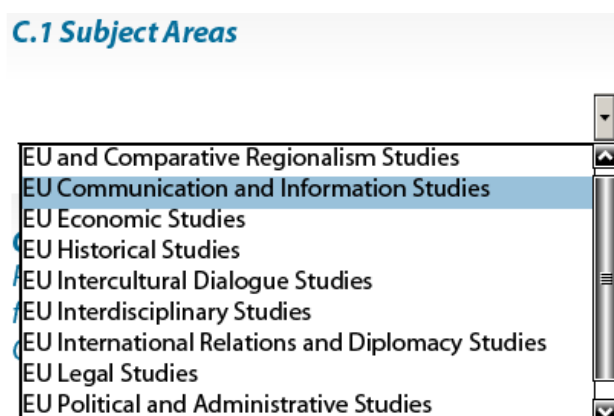 C.1 Subject Areas
EU and Comparative Regionalism Studies
EU Communication and Information Studies
EU Economic Studies
EU Historical Studies
EU Intercultural Dialogue Studies
EU Interdisciplinary Studies
EU International Relations and Diplomacy Studies
EU Legal Studies
EU Political and Administrative Studies